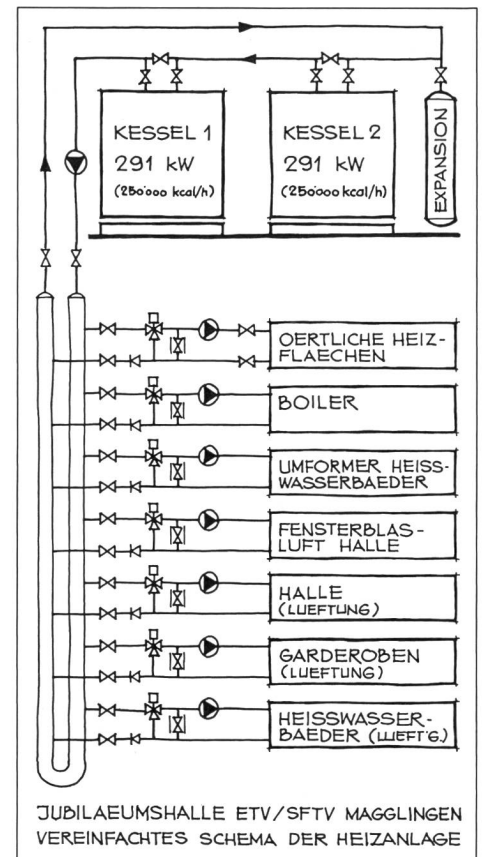 KESSEL 1
291 kW
(250'000 kcal/h)
KESSEL 2
291 kW
(250'000 kcal/h)
EXPANSION
OERTLICHE HEIZ-
FLAECHEN
BOILER
UMFORMER HEISS-
WASSERBAEDER
FENSTERBLAS-
LUFT HALLE
HALLE
(LUEFTUNG)
GARDEROBEN
(LUEFTUNG)
HEISSWASSER-
BAEDER (LUEFT'G.)
JUBILAEUMSHALLE ETV/SFTV MAGGLINGEN
VEREINFACHTES SCHEMA DER HEIZANLAGE